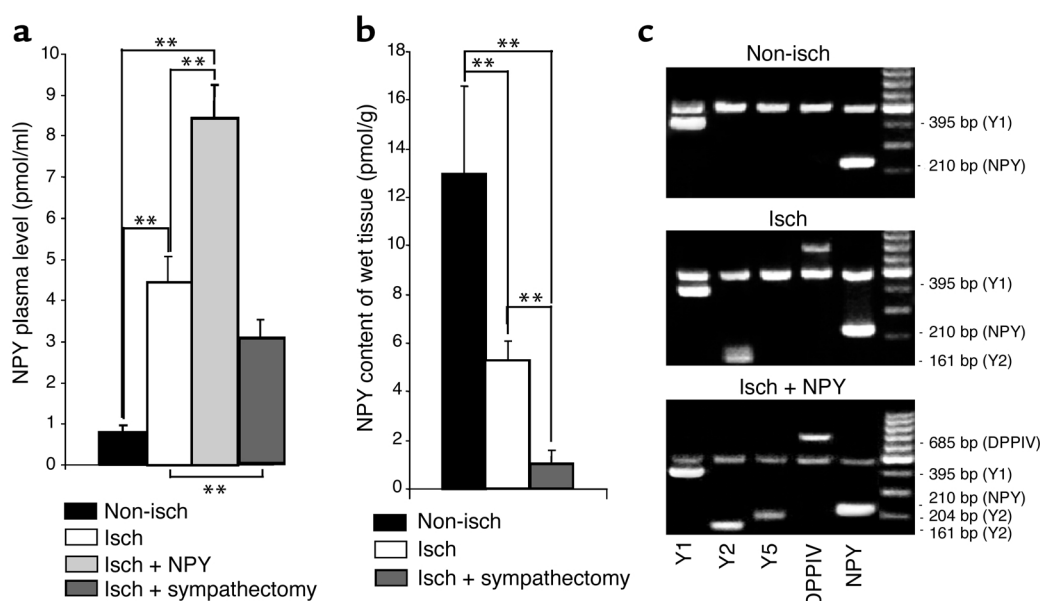 a
NPY plasma level (pmol/ml)
10
9
8
7
6
5
4
3
2
1
0
**
**
**
**
Non-isch
Isch
Isch + NPY
Isch + sympathectomy
b
NPY content of wet tissue (pmol/g)
18
16
14
12
10
8
6
4
2
0
**
**
**
Non-isch
Isch
Isch + sympathectomy
c
Non-isch
- 395 bp (Y1)
- 210 bp (NPY)
Isch
- 395 bp (Y1)
- 210 bp (NPY)
- 161 bp (Y2)
Isch + NPY
- 685 bp (DPPIV)
- 395 bp (Y1)
- 210 bp (NPY)
- 204 bp (Y2)
- 161 bp (Y2)
Y1
Y2
Y5
DPPIV
NPY